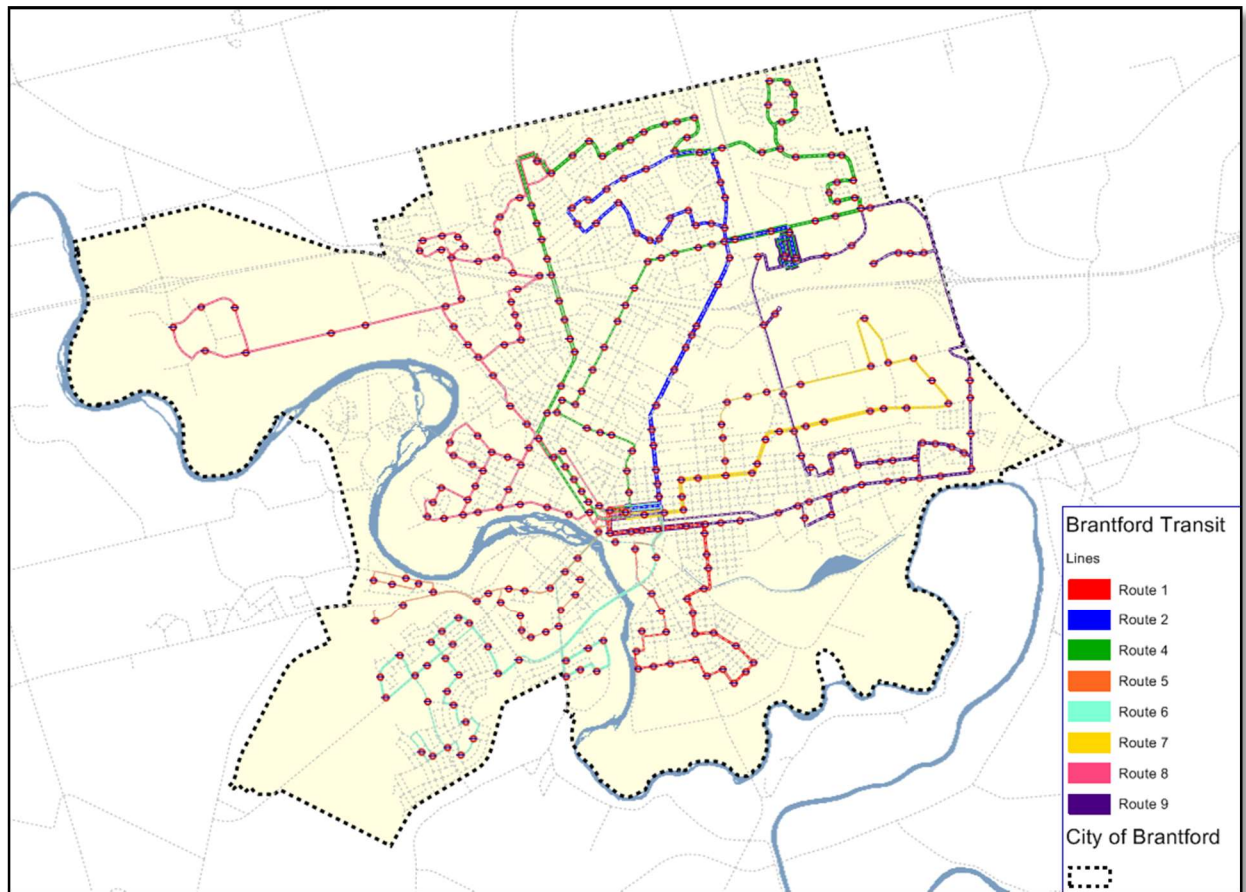 Brantford Transit
Lines
Route 1
Route 2
Route 4
Route 5
Route 6
Route 7
Route 8
Route 9
City of Brantford